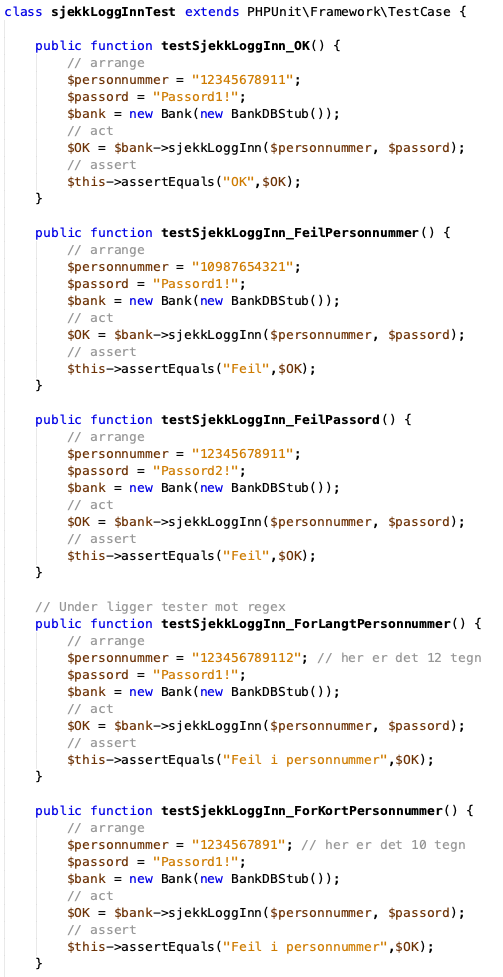 class sjekkLoggInnTest extends PHPUnit\Framework\TestCase {
public function testSjekkLoggInn_OK() {
// arrange
$personnummer = "12345678911";
$passord = "Passord1!";
$bank = new Bank(new BankDBStub());
// act
$OK = $bank->sjekkLoggInn($personnummer, $passord);
// assert
$this->assertEquals("OK",$OK);
}
public function testSjekkLoggInn_FeilPersonnummer() {
// arrange
$personnummer = "10987654321";
$passord = "Passord1!";
$bank = new Bank(new BankDBStub());
// act
$OK = $bank->sjekkLoggInn($personnummer, $passord);
// assert
$this->assertEquals("Feil",$OK);
}
public function testSjekkLoggInn_FeilPassord() {
// arrange
$personnummer = "12345678911";
$passord = "Passord2!";
$bank = new Bank(new BankDBStub());
// act
$OK = $bank->sjekkLoggInn($personnummer, $passord);
// assert
$this->assertEquals("Feil",$OK);
}
// Under ligger tester mot regex
public function testSjekkLoggInn_ForLangtPersonnummer() {
// arrange
$personnummer = "123456789112"; // her er det 12 tegn
$passord = "Passord1!";
$bank = new Bank(new BankDBStub());
// act
$OK = $bank->sjekkLoggInn($personnummer, $passord);
// assert
$this->assertEquals("Feil i personnummer",$OK);
}
public function testSjekkLoggInn_ForKortPersonnummer() {
// arrange
$personnummer = "1234567891"; // her er det 10 tegn
$passord = "Passord1!";
$bank = new Bank(new BankDBStub());
// act
$OK = $bank->sjekkLoggInn($personnummer, $passord);
// assert
$this->assertEquals("Feil i personnummer",$OK);
}